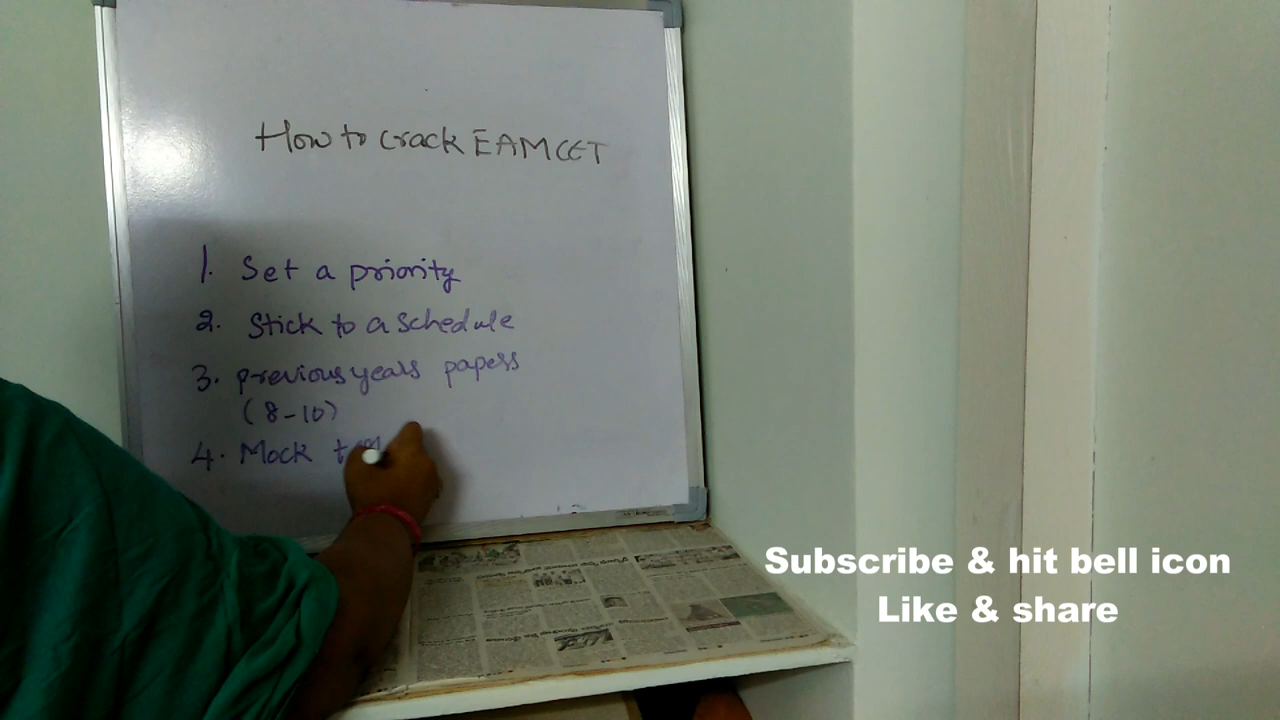 How to crack EAMCET
1. Set a priority
2. Stick to a schedule
3. previous years papers
(8-10)
4. Mock
Subscribe & hit bell icon
Like & share